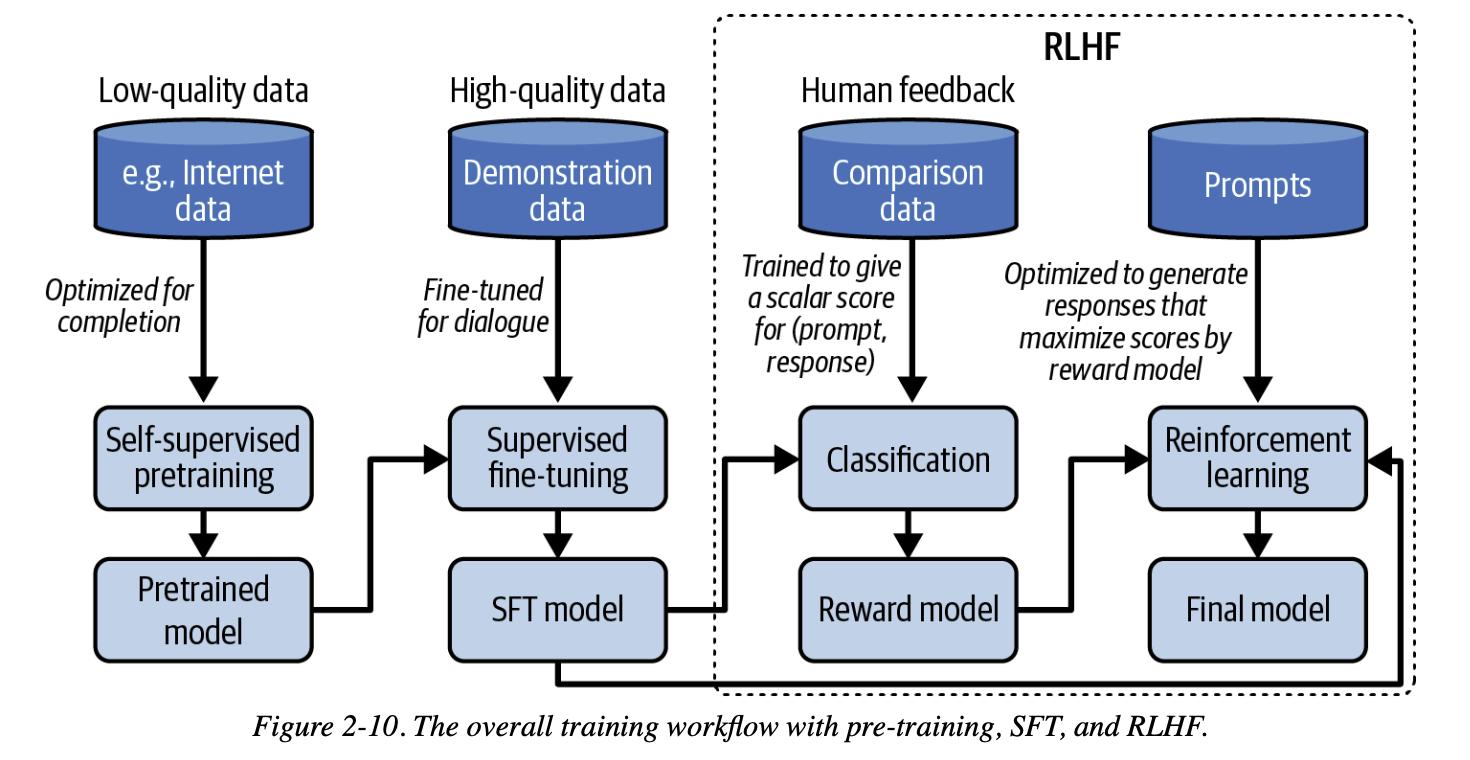 RLHF
Low-quality data
High-quality data
Human feedback
e.g., Internet
data
Demonstration
data
Comparison
data
Prompts
Optimized for
completion
Fine-tuned
for dialogue
Trained to give
a scalar score
for (prompt,
response)
Optimized to generate
responses that
maximize scores by
reward model
Self-supervised
pretraining
Supervised
fine-tuning
Classification
Reinforcement
learning
Pretrained
model
SFT model
Reward model
Final model
Figure 2-10. The overall training workflow with pre-training, SFT, and RLHF.